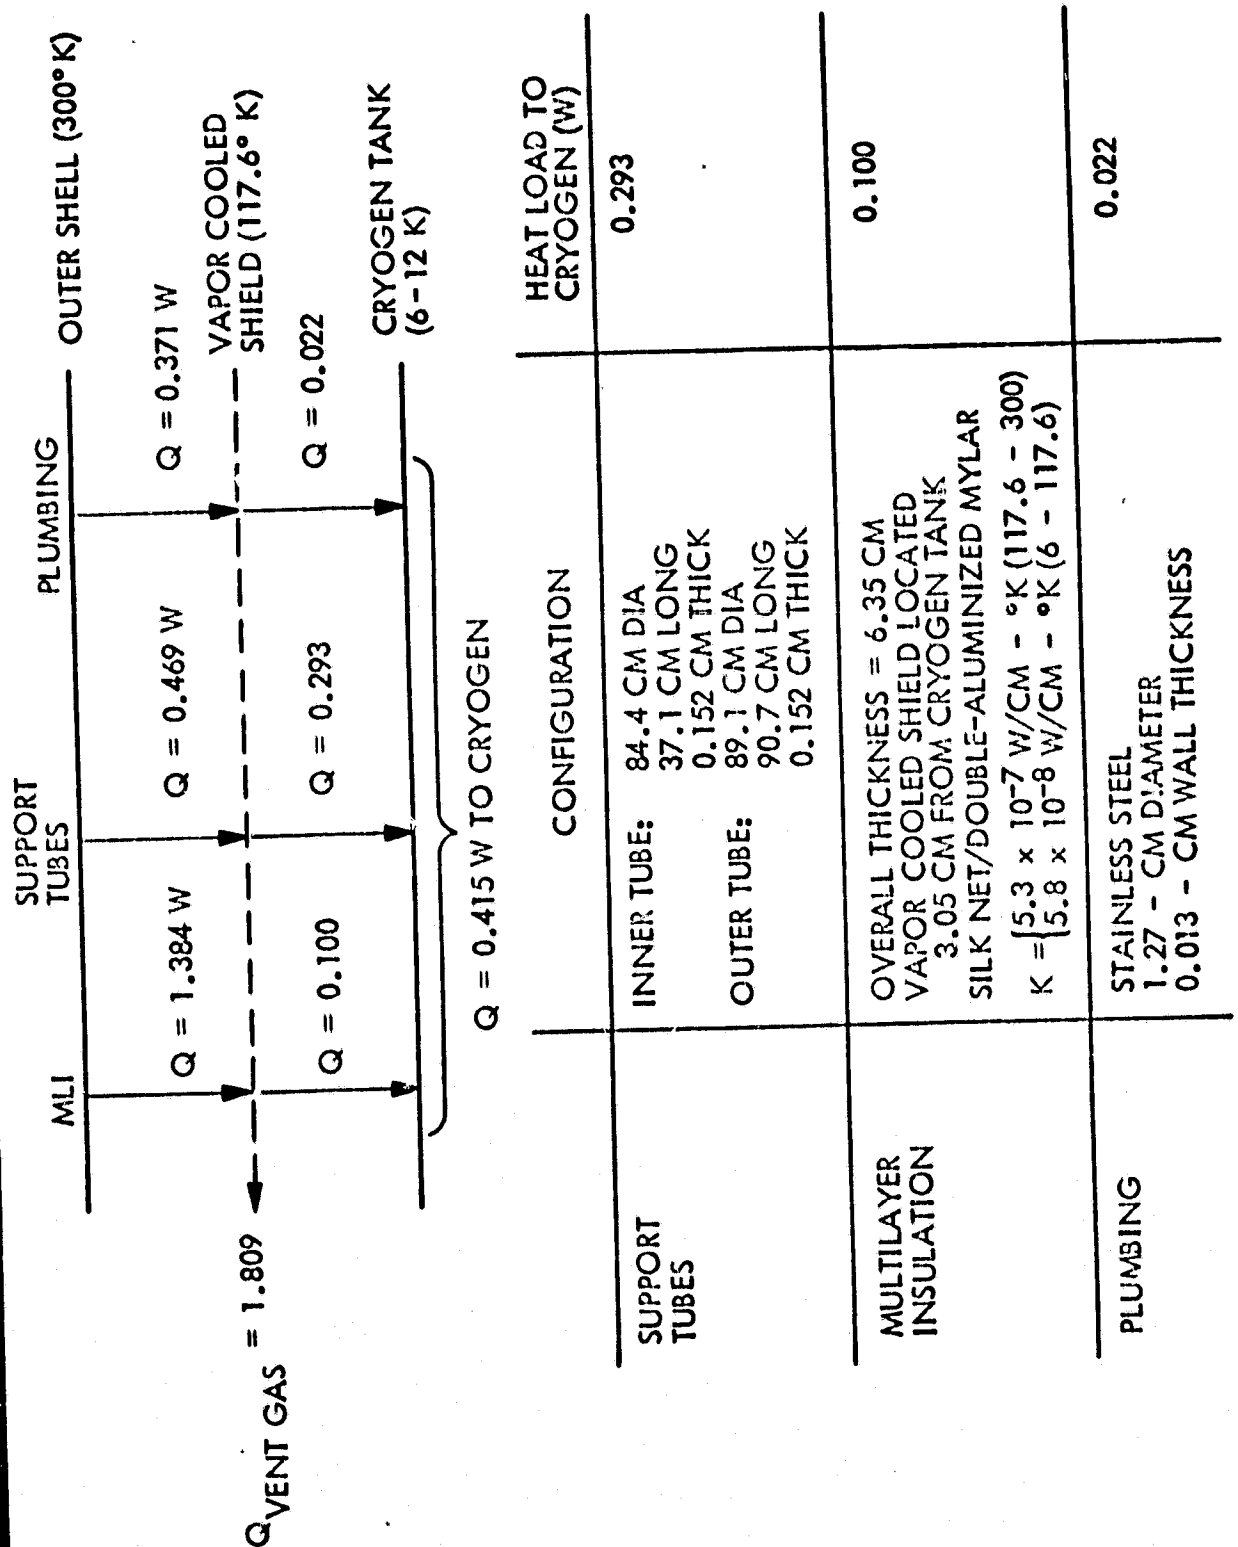 MLI
SUPPORT
TUBES
PLUMBING
OUTER SHELL (300°K)
Q = 1.384 W
Q = 0.469 W
Q = 0.371 W
VAPOR COOLED
SHIELD (117.6° K)
Q VENT GAS = 1.809
Q = 0.100
Q = 0.293
Q = 0.022
CRYOGEN TANK
(6-12 K)
Q = 0.415 W TO CRYOGEN
CONFIGURATION
HEAT LOAD TO
CRYOGEN (W)
SUPPORT
TUBES
INNER TUBE: 84.4 CM DIA
37.1 CM LONG
0.152 CM THICK
OUTER TUBE: 89.1 CM DIA
90.7 CM LONG
0.152 CM THICK
0.293
MULTILAYER
INSULATION
OVERALL THICKNESS = 6.35 CM
VAPOR COOLED SHIELD LOCATED
3.05 CM FROM CRYOGEN TANK
SILK NET/DOUBLE-ALUMINIZED MYLAR
K = {5.3 x 10⁻⁷ W/CM - °K (117.6 - 300)
{5.8 x 10⁻⁸ W/CM - °K (6 - 117.6)
0.100
PLUMBING
STAINLESS STEEL
1.27 - CM DIAMETER
0.013 - CM WALL THICKNESS
0.022